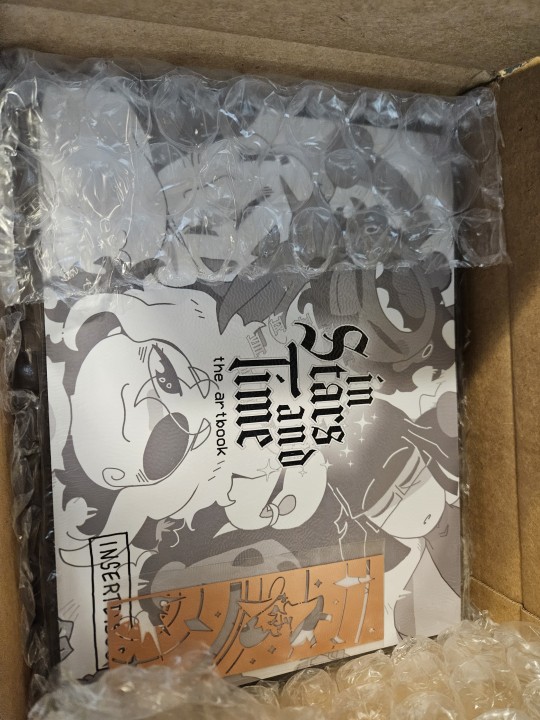 in
Stars
and
Time
the artbook
INSERT